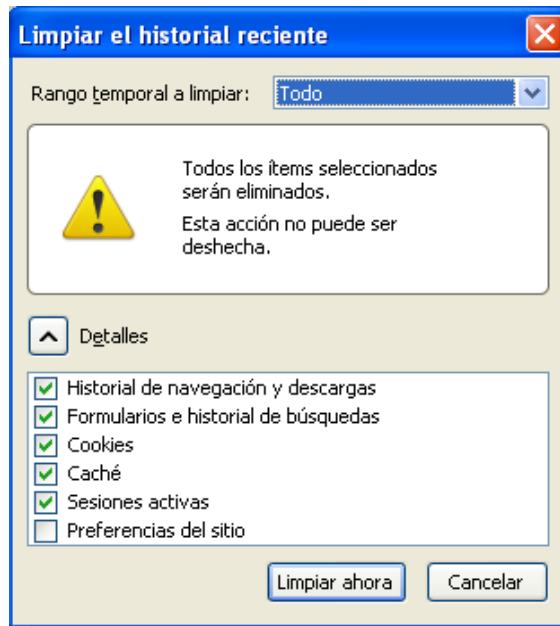 Limpiar el historial reciente
Rango temporal a limpiar: Todo
Todos los ítems seleccionados
serán eliminados.
Esta acción no puede ser
deshecha.
Detalles
Historial de navegación y descargas
Formularios e historial de búsquedas
Cookies
Caché
Sesiones activas
Preferencias del sitio
Limpiar ahora Cancelar